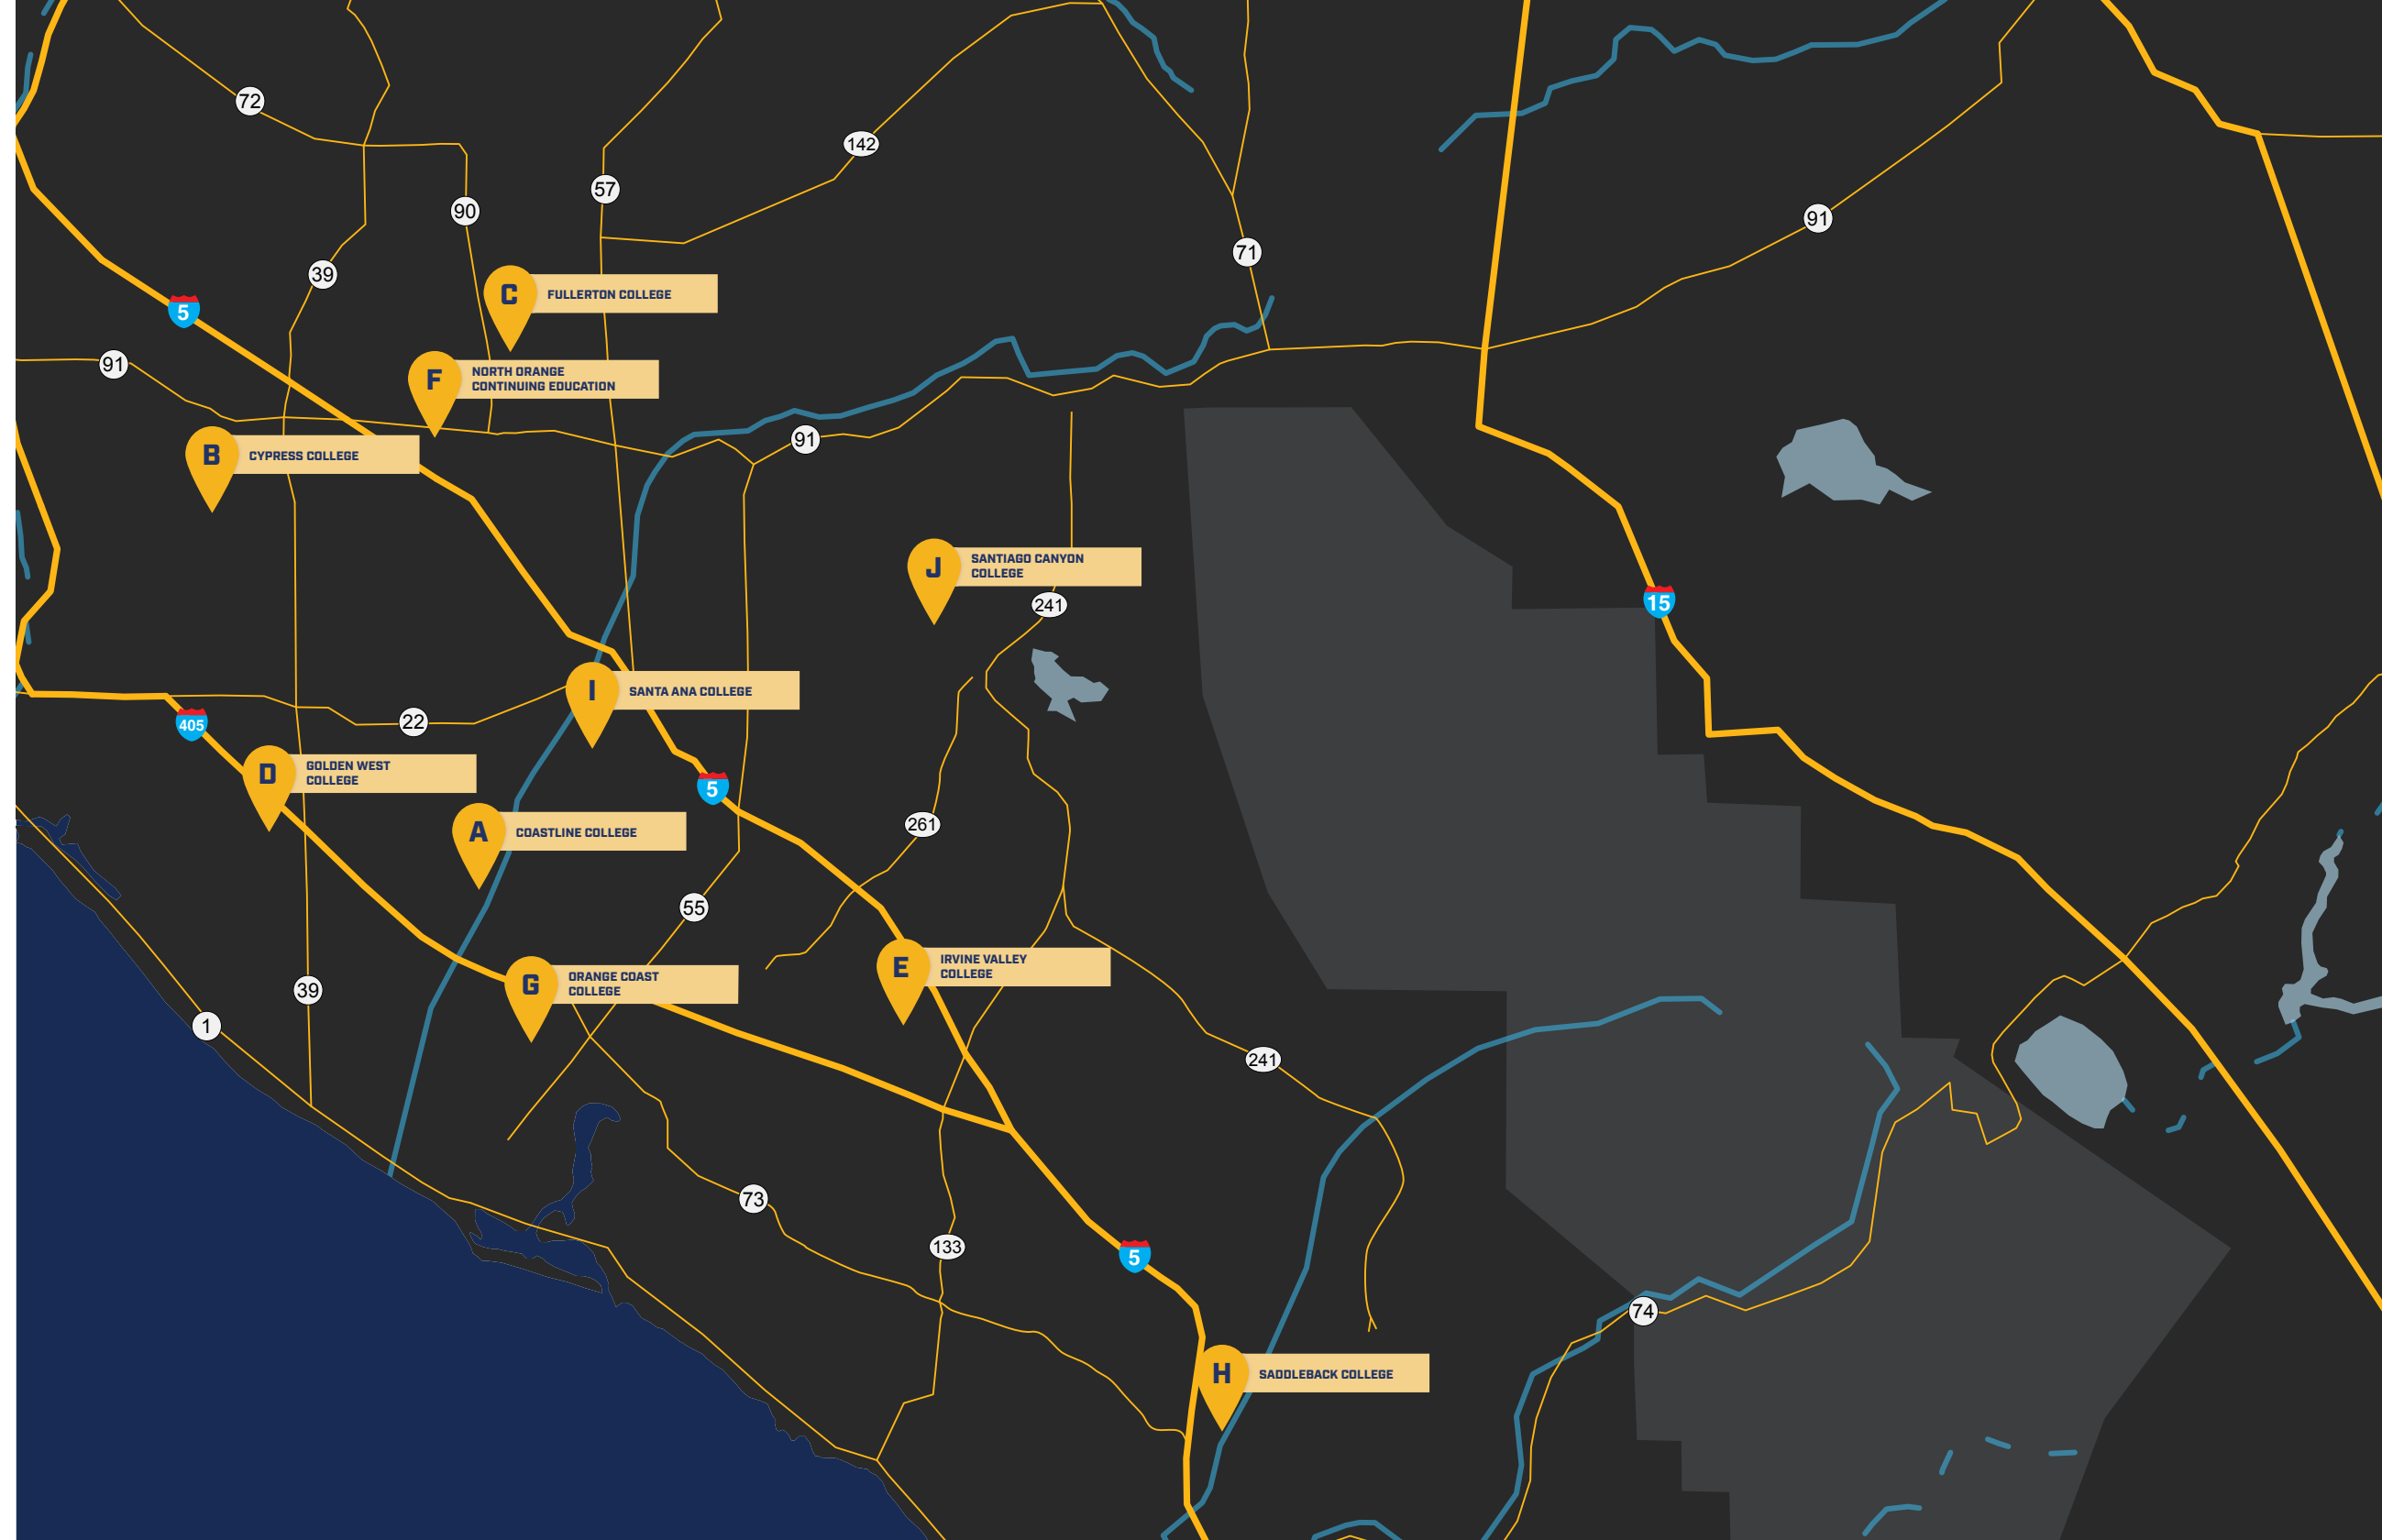 72
142
57
90
91
71
39
C
FULLERTON COLLEGE
5
91
F
NORTH ORANGE
CONTINUING EDUCATION
91
B
CYPRESS COLLEGE
J
SANTIAGO CANYON
COLLEGE
241
15
I
SANTA ANA COLLEGE
22
405
D
GOLDEN WEST
COLLEGE
5
261
A
COASTLINE COLLEGE
55
E
IRVINE VALLEY
COLLEGE
G
ORANGE COAST
COLLEGE
39
1
241
73
133
5
74
H
SADDLEBACK COLLEGE